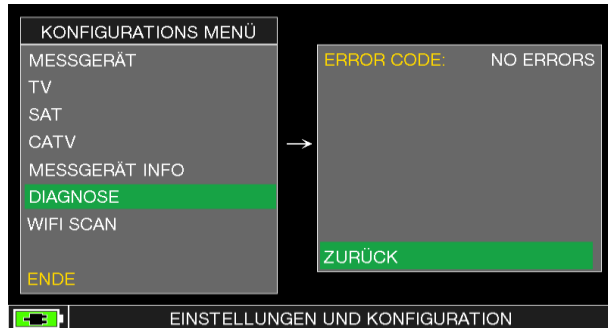 KONFIGURATIONS MENÜ
MESSGERÄT
TV
SAT
CATV
MESSGERÄT INFO
DIAGNOSE
WIFI SCAN
ENDE
→
ERROR CODE: NO ERRORS
ZURÜCK
EINSTELLUNGEN UND KONFIGURATION